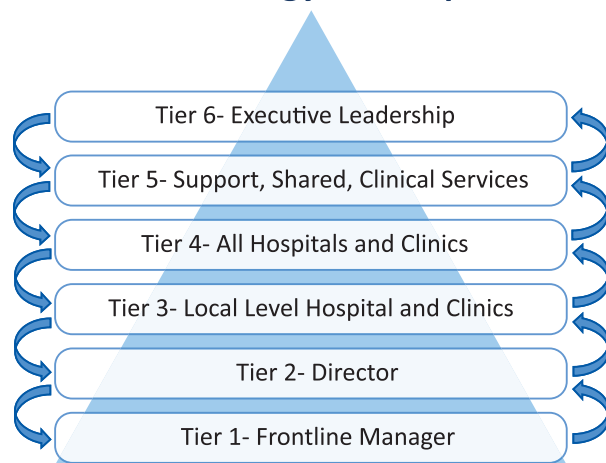 Tier 6- Executive Leadership
Tier 5- Support, Shared, Clinical Services
Tier 4- All Hospitals and Clinics
Tier 3- Local Level Hospital and Clinics
Tier 2- Director
Tier 1- Frontline Manager